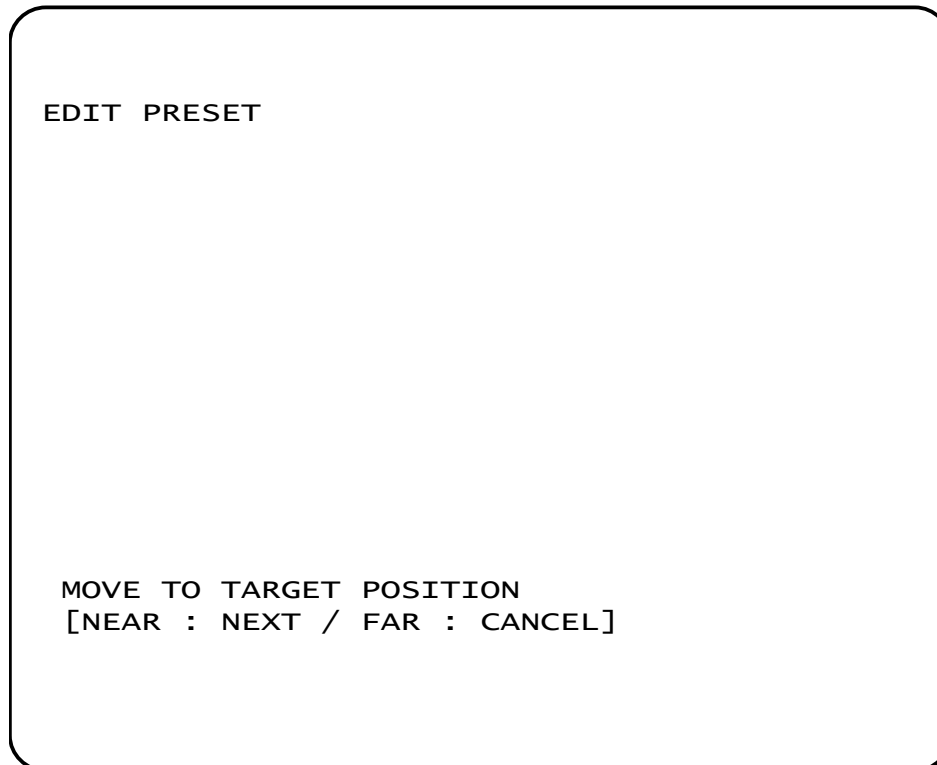 EDIT PRESET
MOVE TO TARGET POSITION
[NEAR : NEXT / FAR : CANCEL]